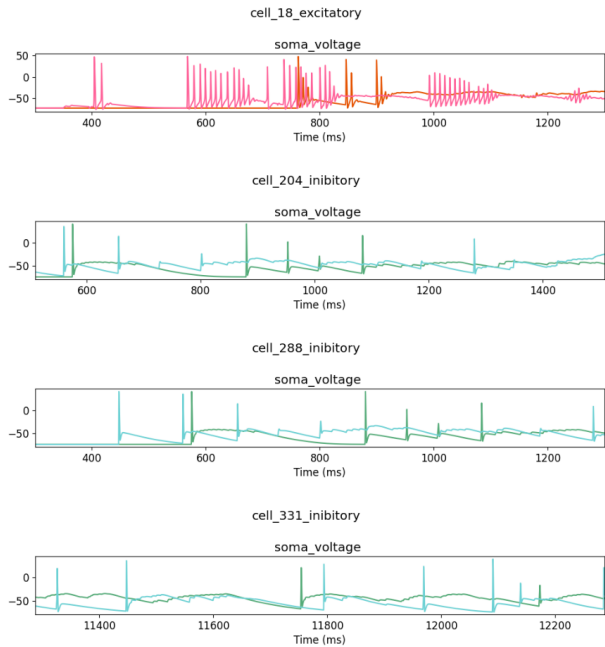 cell_18_excitatory
soma_voltage
50
0
−50
400 600 800 1000 1200
Time (ms)
cell_204_inibitory
soma_voltage
0
−50
600 800 1000 1200 1400
Time (ms)
cell_288_inibitory
soma_voltage
0
−50
400 600 800 1000 1200
Time (ms)
cell_331_inibitory
soma_voltage
0
−50
11400 11600 11800 12000 12200
Time (ms)